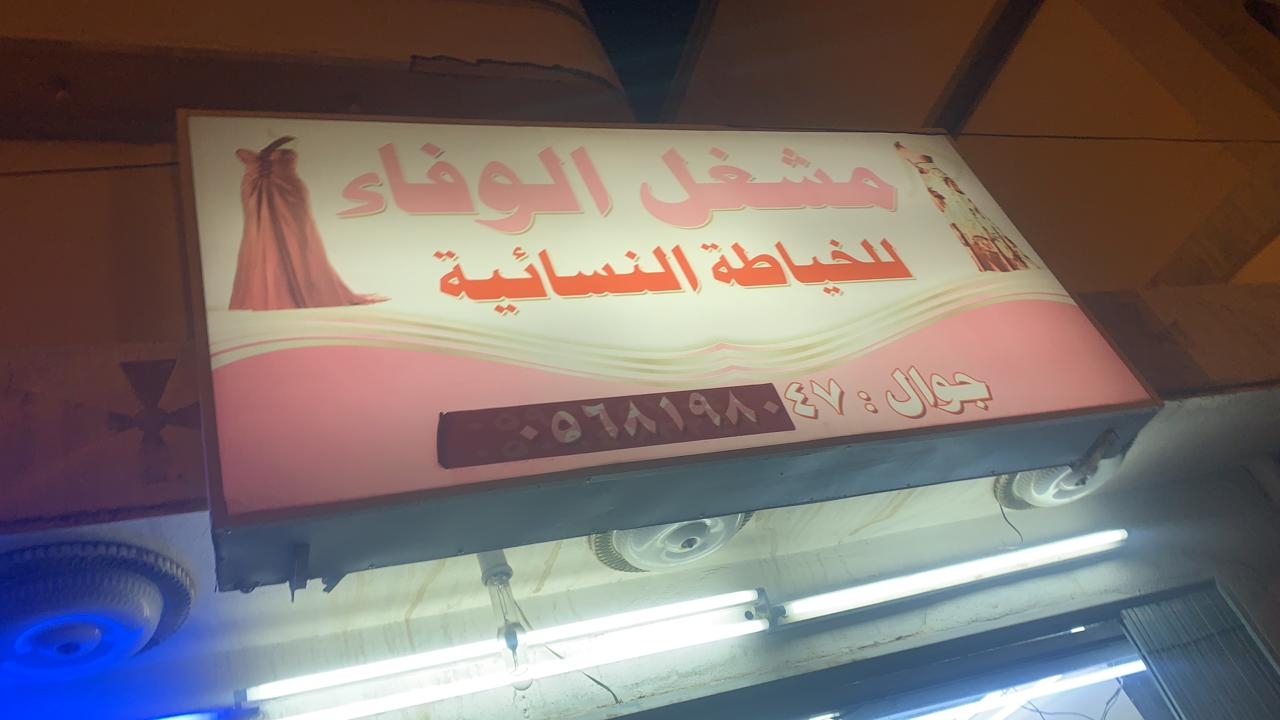 مشغل الوفاء
للخياطة النسائية
جوال : ٠٥٦٨١٩٨٠٤٧